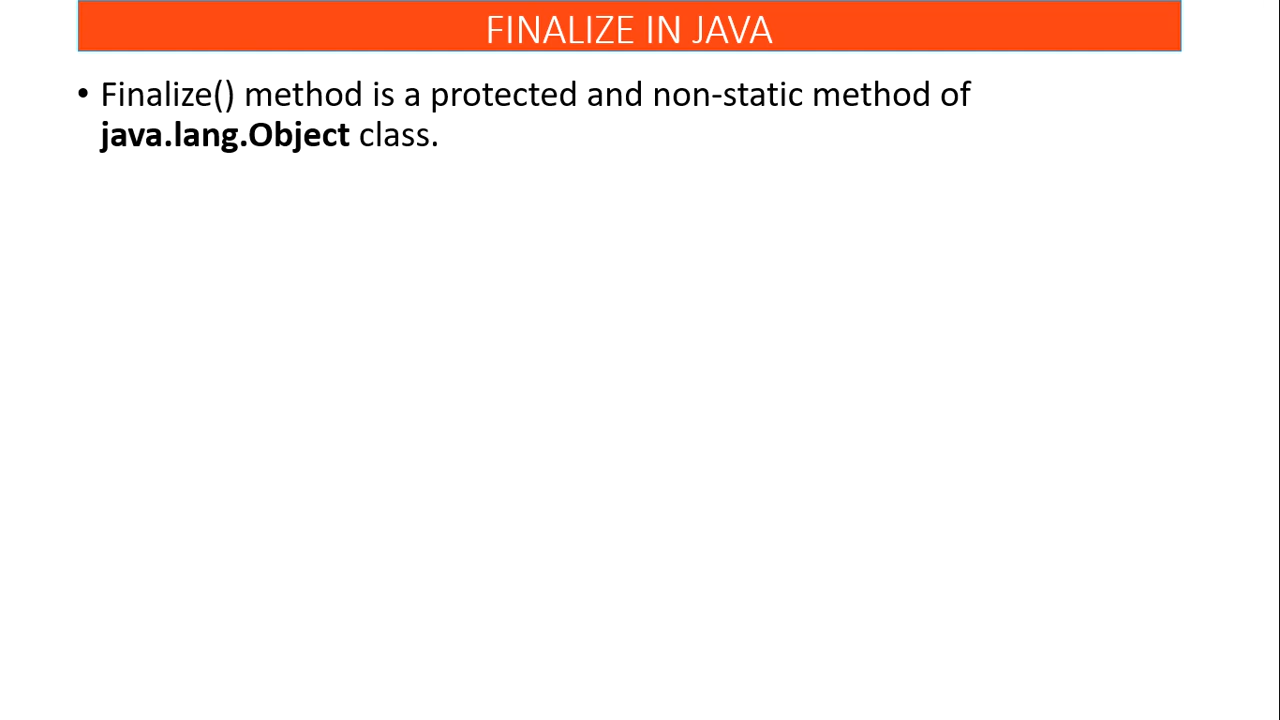 FINALIZE IN JAVA
• Finalize() method is a protected and non-static method of
java.lang.Object class.